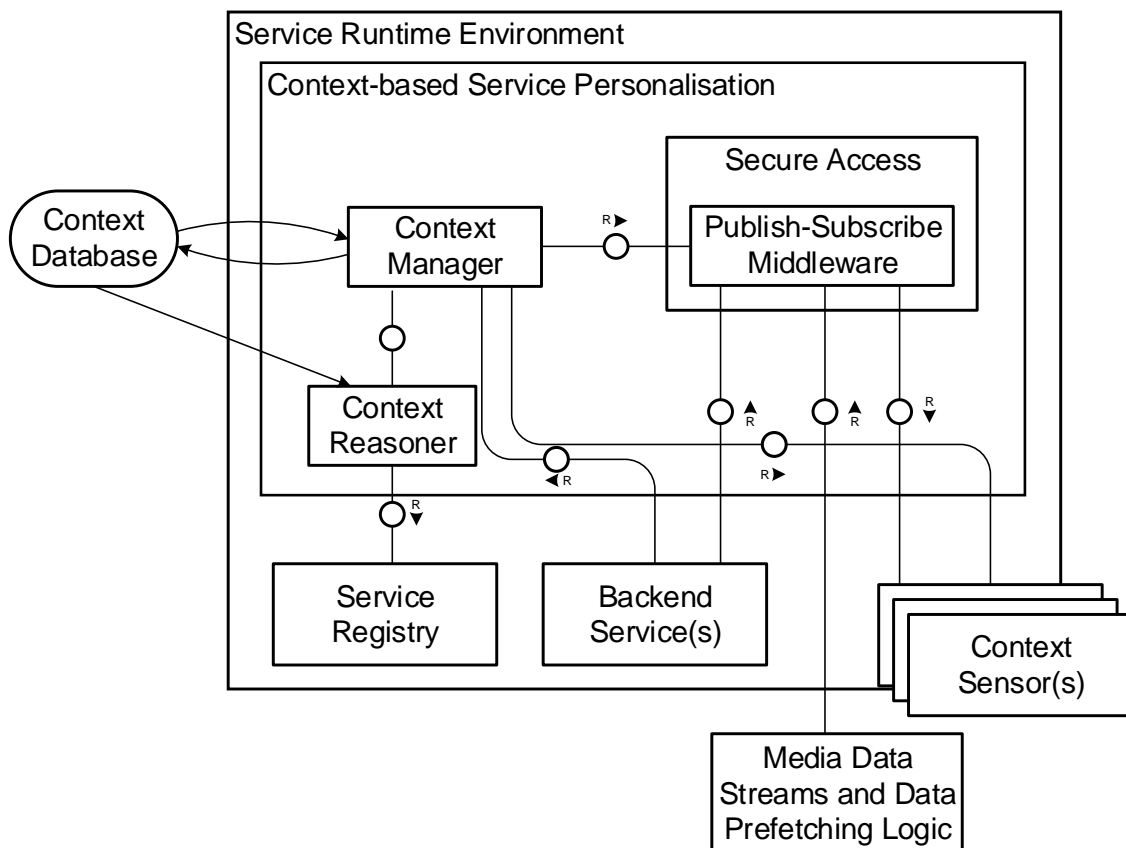 Service Runtime Environment
Context-based Service Personalisation
Secure Access
Context
Database
Context
Manager
R
Publish-Subscribe
Middleware
Context
Reasoner
R
R
R
R
R
R
Service
Registry
Backend
Service(s)
Context
Sensor(s)
Media Data
Streams and Data
Prefetching Logic